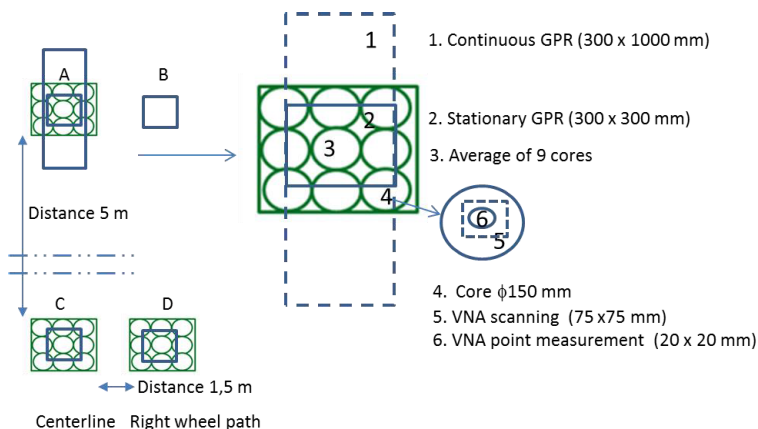 A
B
Distance 5 m
C
D
Distance 1,5 m
Centerline
Right wheel path
1
2
3
4
5
6
1. Continuous GPR (300 x 1000 mm)
2. Stationary GPR (300 x 300 mm)
3. Average of 9 cores
4. Core ϕ150 mm
5. VNA scanning (75 x75 mm)
6. VNA point measurement (20 x 20 mm)